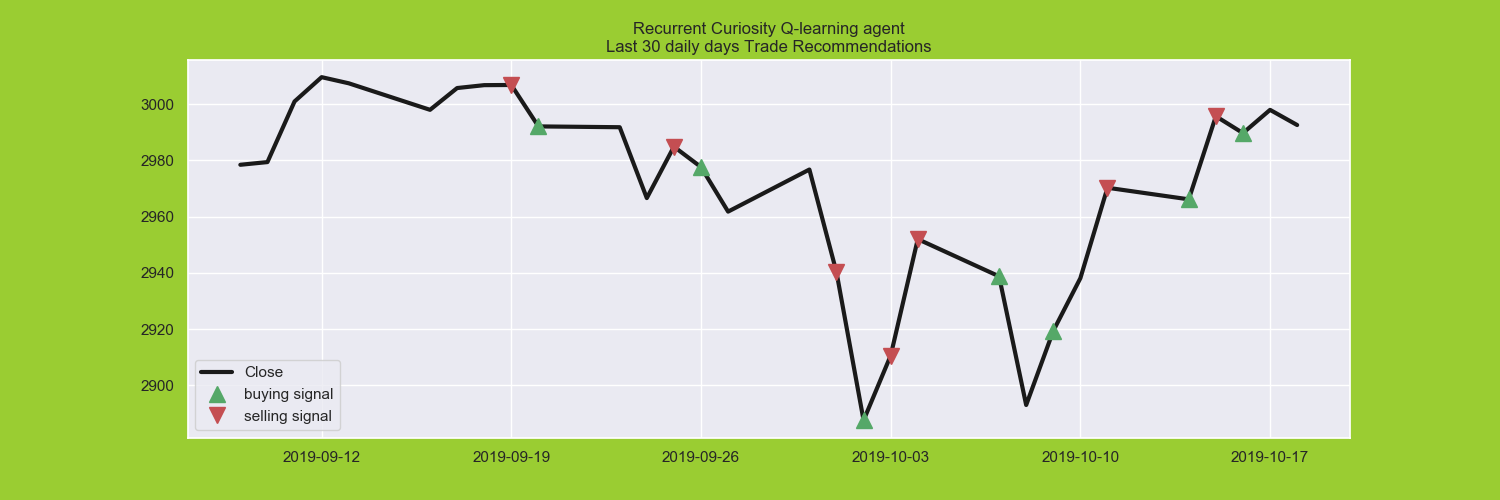 Recurrent Curiosity Q-learning agent
Last 30 daily days Trade Recommendations
3000
2980
2960
2940
2920
2900
Close
buying signal
selling signal
2019-09-12
2019-09-19
2019-09-26
2019-10-03
2019-10-10
2019-10-17